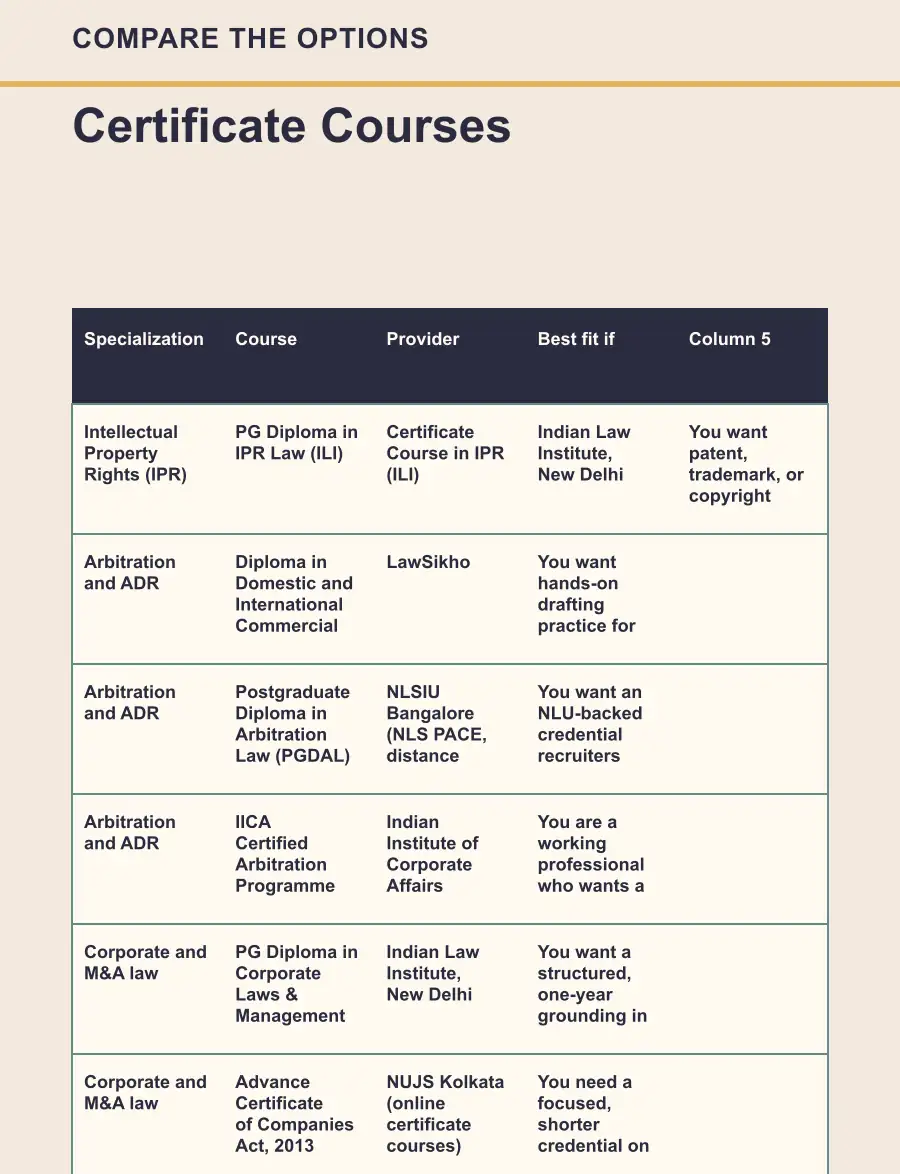 COMPARE THE OPTIONS
Certificate Courses
Specialization Course Provider Best fit if Column 5
Intellectual PG Diploma in Certificate Indian Law You want
Property IPR Law (ILI) Course in IPR Institute, patent,
Rights (IPR) (ILI) New Delhi trademark, or
copyright
Arbitration Diploma in LawSikho You want
and ADR Domestic and hands-on
International drafting
Commercial practice for
Arbitration Postgraduate NLSIU You want an
and ADR Diploma in Bangalore NLU-backed
Arbitration (NLS PACE, credential
Law (PGDAL) distance recruiters
Arbitration IICA Indian You are a
and ADR Certified Institute of working
Arbitration Corporate professional
Programme Affairs who wants a
Corporate and PG Diploma in Indian Law You want a
M&A law Corporate Institute, structured,
Laws & New Delhi one-year
Management grounding in
Corporate and Advance NUJS Kolkata You need a
M&A law Certificate (online focused,
of Companies certificate shorter
Act, 2013 courses) credential on